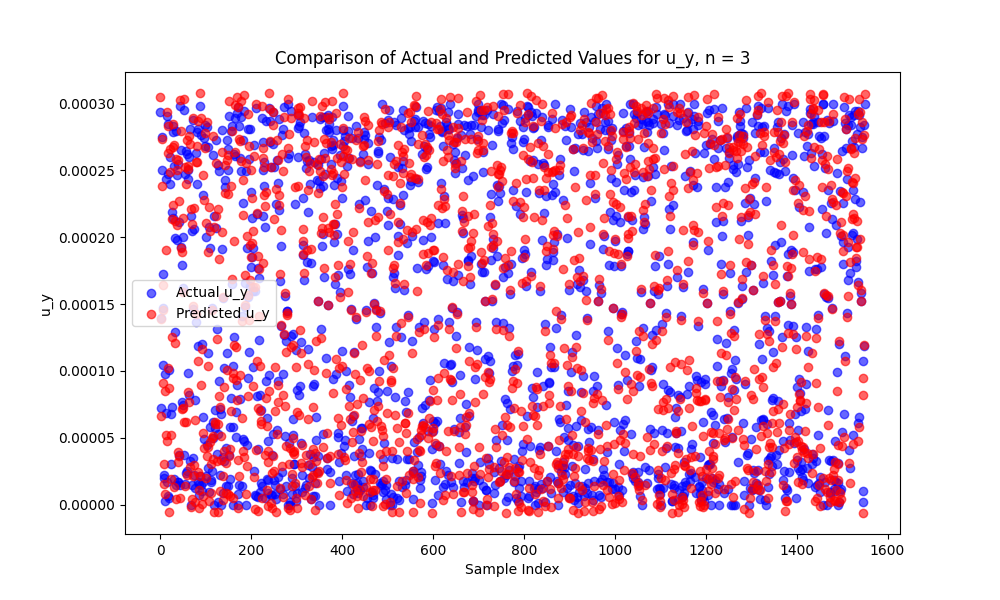 Comparison of Actual and Predicted Values for u_y, n = 3
0.00030
0.00025
0.00020
0.00015
0.00010
0.00005
0.00000
u_y
Actual u_y
Predicted u_y
0 200 400 600 800 1000 1200 1400 1600
Sample Index